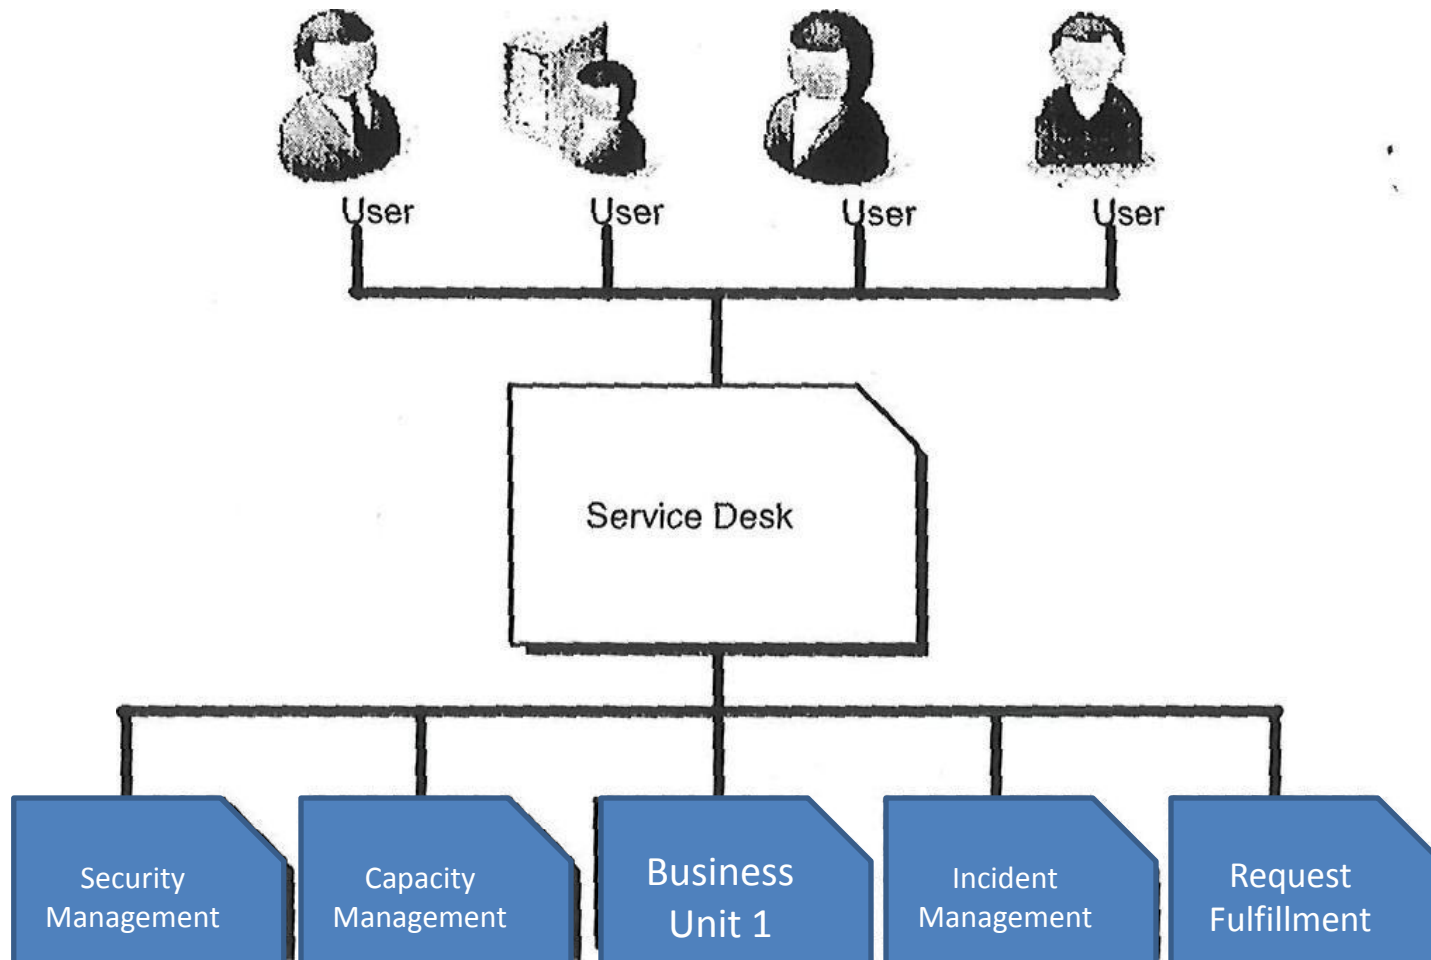 User
User
User
User
Service Desk
Security
Management
Capacity
Management
Business
Unit 1
Incident
Management
Request
Fulfillment